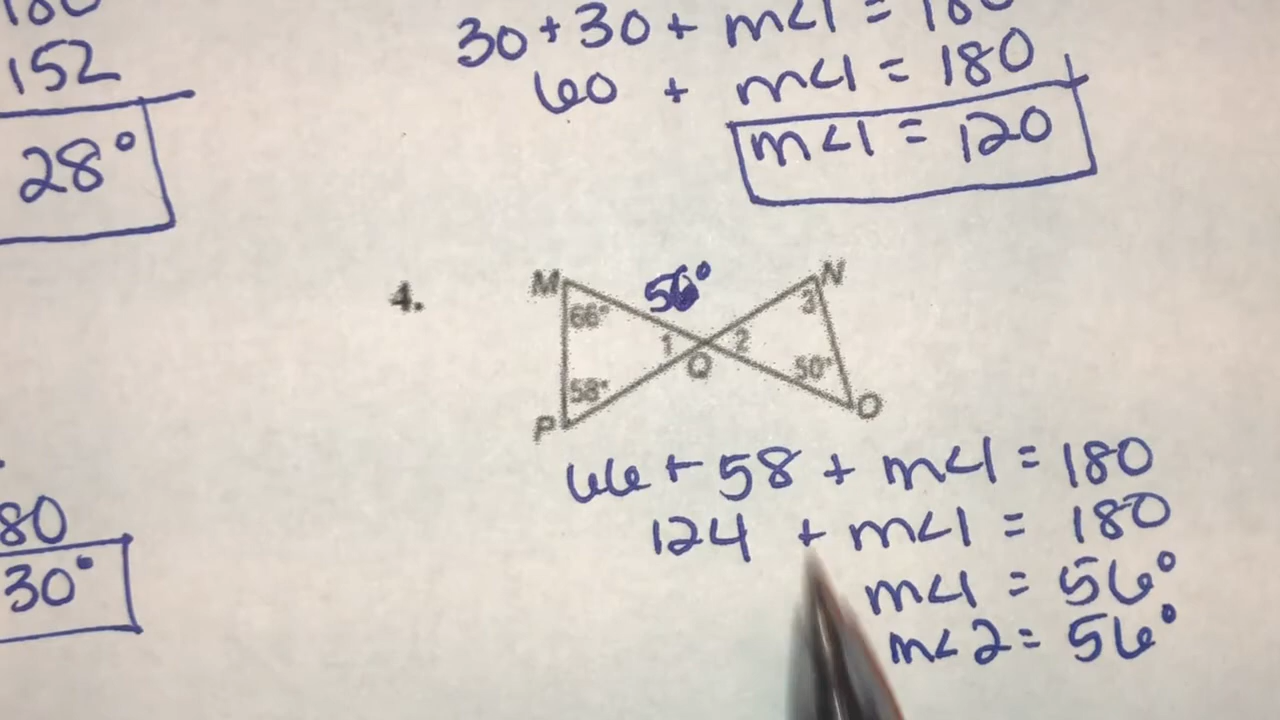 180
152
28°
30 + 30 + m<1 = 180
60 + m<1 = 180
m<1 = 120
4.
M 56° N
66° 3
1 2
Q
58° 50°
P O
66 + 58 + m<1 = 180
124 + m<1 = 180
m<1 = 56°
m<2 = 56°
80
30°